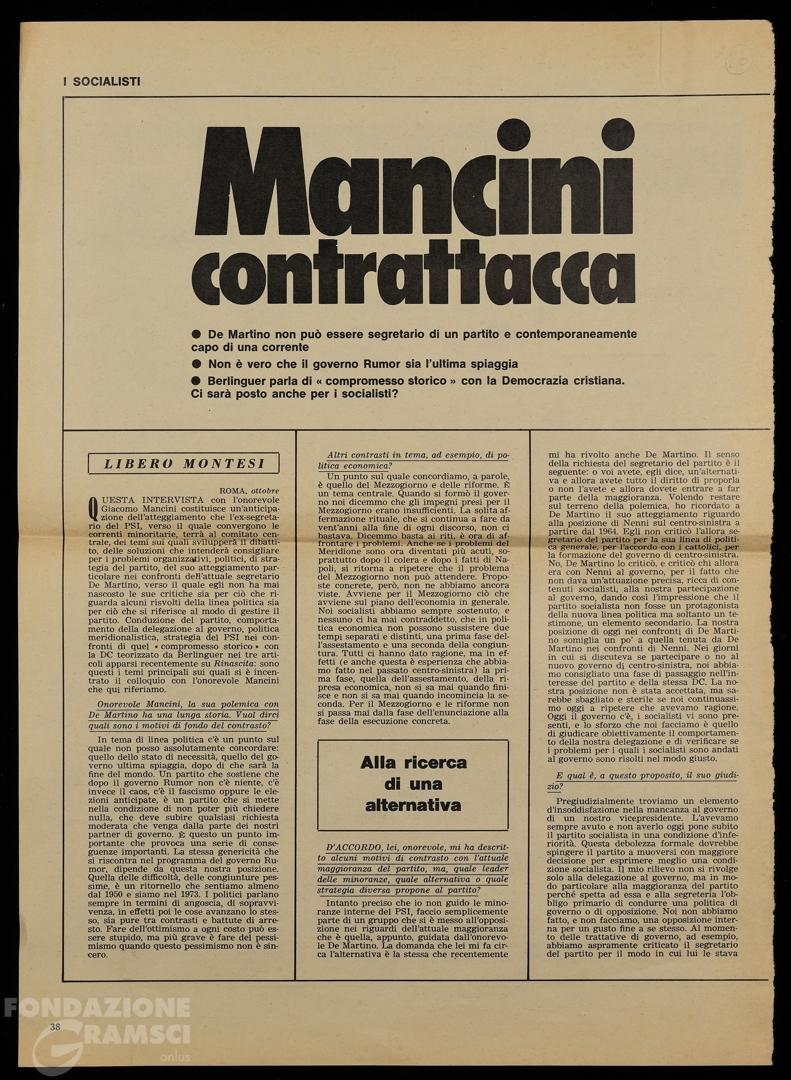 I SOCIALISTI
Mancini
contrattacca
● De Martino non può essere segretario di un partito e contemporaneamente
capo di una corrente
● Non è vero che il governo Rumor sia l'ultima spiaggia
● Berlinguer parla di « compromesso storico » con la Democrazia cristiana.
Ci sarà posto anche per i socialisti?
LIBERO MONTESI
ROMA, ottobre
QUESTA INTERVISTA con l'onorevole
Giacomo Mancini costituisce un'anticipa-
zione dell'atteggiamento che l'ex-segreta-
rio del PSI, verso il quale convergono le
correnti minoritarie, terrà al comitato cen-
trale, dei temi sui quali svilupperà il dibatti-
to, delle soluzioni che intenderà consigliare
per i problemi organizzativi, politici, di stra-
tegia del partito, del suo atteggiamento par-
ticolare nei confronti dell'attuale segretario
De Martino, verso il quale egli non ha mai
nascosto le sue critiche sia per ciò che ri-
guarda alcuni risvolti della linea politica sia
per ciò che si riferisce al modo di gestire il
partito. Conduzione del partito, comporta-
mento della delegazione al governo, politica
meridionalistica, strategia del PSI nei con-
fronti di quel « compromesso storico » con
la DC teorizzato da Berlinguer nei tre arti-
coli apparsi recentemente su Rinascita: sono
questi i temi principali sui quali si è incen-
trato il colloquio con l'onorevole Mancini
che qui riferiamo.
Onorevole Mancini, la sua polemica con
De Martino ha una lunga storia. Vuol dirci
quali sono i motivi di fondo del contrasto?
In tema di linea politica c'è un punto sul
quale non posso assolutamente concordare:
quello dello stato di necessità, quello del go-
verno ultima spiaggia, dopo di che sarà la
fine del mondo. Un partito che sostiene che
dopo il governo Rumor non c'è niente, c'è
invece il caos, c'è il fascismo oppure le ele-
zioni anticipate, è un partito che si mette
nella condizione di non poter più chiedere
nulla, che deve subire qualsiasi richiesta
moderata che venga dalla parte dei nostri
partner di governo. È questo un punto im-
portante che provoca una serie di conse-
guenze importanti. La stessa genericità che
si riscontra nel programma del governo Ru-
mor, dipende da questa nostra posizione.
Quella delle difficoltà, delle congiunture pes-
sime, è un ritornello che sentiamo almeno
dal 1950 e siamo nel 1973. I politici parlano
sempre in termini di angoscia, di sopravvi-
venza, in effetti poi le cose avanzano lo stes-
so, sia pure tra contrasti e battute di arre-
sto. Fare dell'ottimismo a ogni costo può es-
sere stupido, ma più grave è fare del pessi-
mismo quando questo pessimismo non è sin-
cero.
Altri contrasti in tema, ad esempio, di po-
litica economica?
Un punto sul quale concordiamo, a parole,
è quello del Mezzogiorno e delle riforme. È
un tema centrale. Quando si formò il gover-
no noi dicemmo che gli impegni presi per il
Mezzogiorno erano insufficienti. La solita af-
fermazione rituale, che si continua a fare da
vent'anni alla fine di ogni discorso, non ci
bastava. Dicemmo basta ai riti, è ora di af-
frontare i problemi. Anche se i problemi del
Meridione sono ora diventati più acuti, so-
prattutto dopo il colera e dopo i fatti di Na-
poli, si ritorna a ripetere che il problema
del Mezzogiorno non può attendere. Propo-
ste concrete, però, non ne abbiamo ancora
viste. Avviene per il Mezzogiorno ciò che
avviene sul piano dell'economia in generale.
Noi socialisti abbiamo sempre sostenuto, e
nessuno ci ha mai contraddetto, che in poli-
tica economica non possono sussistere due
tempi separati e distinti, una prima fase del-
l'assestamento e una seconda della congiun-
tura. Tutti ci hanno dato ragione, ma in ef-
fetti (e anche questa è esperienza che abbia-
mo fatto nel passato centro-sinistra) la pri-
ma fase, quella dell'assestamento, della ri-
presa economica, non si sa mai quando fini-
sce e non si sa mai quando incomincia la se-
conda. Per il Mezzogiorno e le riforme non
si passa mai dalla fase dell'enunciazione alla
fase della esecuzione concreta.
Alla ricerca
di una
alternativa
D'ACCORDO, lei, onorevole, mi ha descrit-
to alcuni motivi di contrasto con l'attuale
maggioranza del partito, ma, quale leader
delle minoranze, quale alternativa o quale
strategia diversa propone al partito?
Intanto preciso che io non guido le mino-
ranze interne del PSI, faccio semplicemente
parte di un gruppo che si è messo all'opposi-
zione nei riguardi dell'attuale maggioranza
che è quella, appunto, guidata dall'onorevo-
le De Martino. La domanda che lei mi fa cir-
ca l'alternativa è la stessa che recentemente
mi ha rivolto anche De Martino. Il senso
della richiesta del segretario del partito è il
seguente: o voi avete, egli dice, un'alternati-
va e allora avete tutto il diritto di proporla
o non l'avete e allora dovete entrare a far
parte della maggioranza. Volendo restare
sul terreno della polemica, ho ricordato a
De Martino il suo atteggiamento riguardo
alla posizione di Nenni sul centro-sinistra a
partire dal 1964. Egli non criticò l'allora se-
gretario del partito per la sua linea di politi-
ca generale, per l'accordo con i cattolici, per
la formazione del governo di centro-sinistra.
No, De Martino lo criticò, e criticò chi allora
era con Nenni al governo, per il fatto che
non dava un'attuazione precisa, ricca di con-
tenuti socialisti, alla nostra partecipazione
al governo, dando così l'impressione che il
partito socialista non fosse un protagonista
della nuova linea politica ma soltanto un te-
stimone, un elemento secondario. La nostra
posizione di oggi nei confronti di De Marti-
no somiglia un po' a quella tenuta da De
Martino nei confronti di Nenni. Nei giorni
in cui si discuteva se partecipare o no al
nuovo governo di centro-sinistra, noi abbia-
mo consigliato una fase di passaggio nell'in-
teresse del partito e della stessa DC. La no-
stra posizione non è stata accettata, ma sa-
rebbe sbagliato e sterile se noi continuassi-
mo oggi a ripetere che avevamo ragione.
Oggi il governo c'è, i socialisti vi sono pre-
senti, e lo sforzo che noi facciamo è quello
di giudicare obiettivamente il comportamen-
to della nostra delegazione e di verificare se
i problemi per i quali i socialisti sono andati
al governo sono risolti nel modo giusto.
E qual è, a questo proposito, il suo giudi-
zio?
Pregiudizialmente troviamo un elemento
d'insoddisfazione nella mancanza al governo
di un nostro vicepresidente. L'avevamo
sempre avuto e non averlo oggi pone subito
il partito socialista in una condizione d'infe-
riorità. Questa debolezza formale dovrebbe
spingere il partito a muoversi con maggiore
decisione per esprimere meglio una condi-
zione socialista. Il mio rilievo non si rivolge
solo alla delegazione al governo, ma in mo-
do particolare alla maggioranza del partito
perché spetta ad essa e alla segreteria l'ob-
bligo primario di condurre una politica di
governo o di opposizione. Noi non abbiamo
fatto, e non facciamo, una opposizione inter-
na per un gusto fine a se stesso. Al momen-
to delle trattative di governo, ad esempio,
abbiamo aspramente criticato il segretario
del partito per il modo in cui lui le stava
38
FONDAZIONE
GRAMSCI
onlus